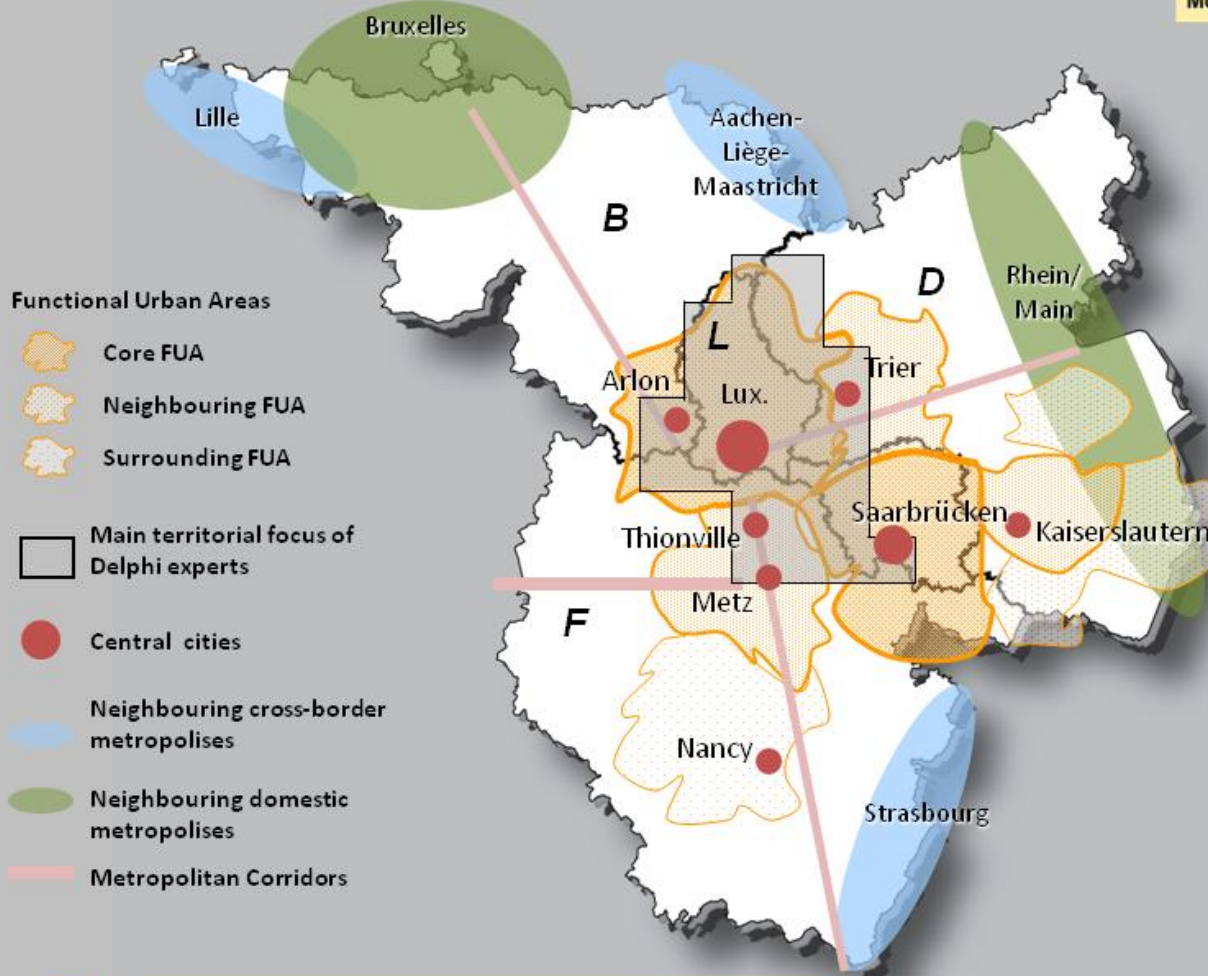 Bruxelles
Lille
Aachen-
Liège-
Maastricht
B
D
Rhein/
Main
Functional Urban Areas
Core FUA
Neighbouring FUA
Surrounding FUA
Main territorial focus of
Delphi experts
Central cities
Neighbouring cross-border
metropolises
Neighbouring domestic
metropolises
Metropolitan Corridors
L
Arlon
Lux.
Trier
Thionville
Saarbrücken
Kaiserslautern
Metz
F
Nancy
Strasbourg